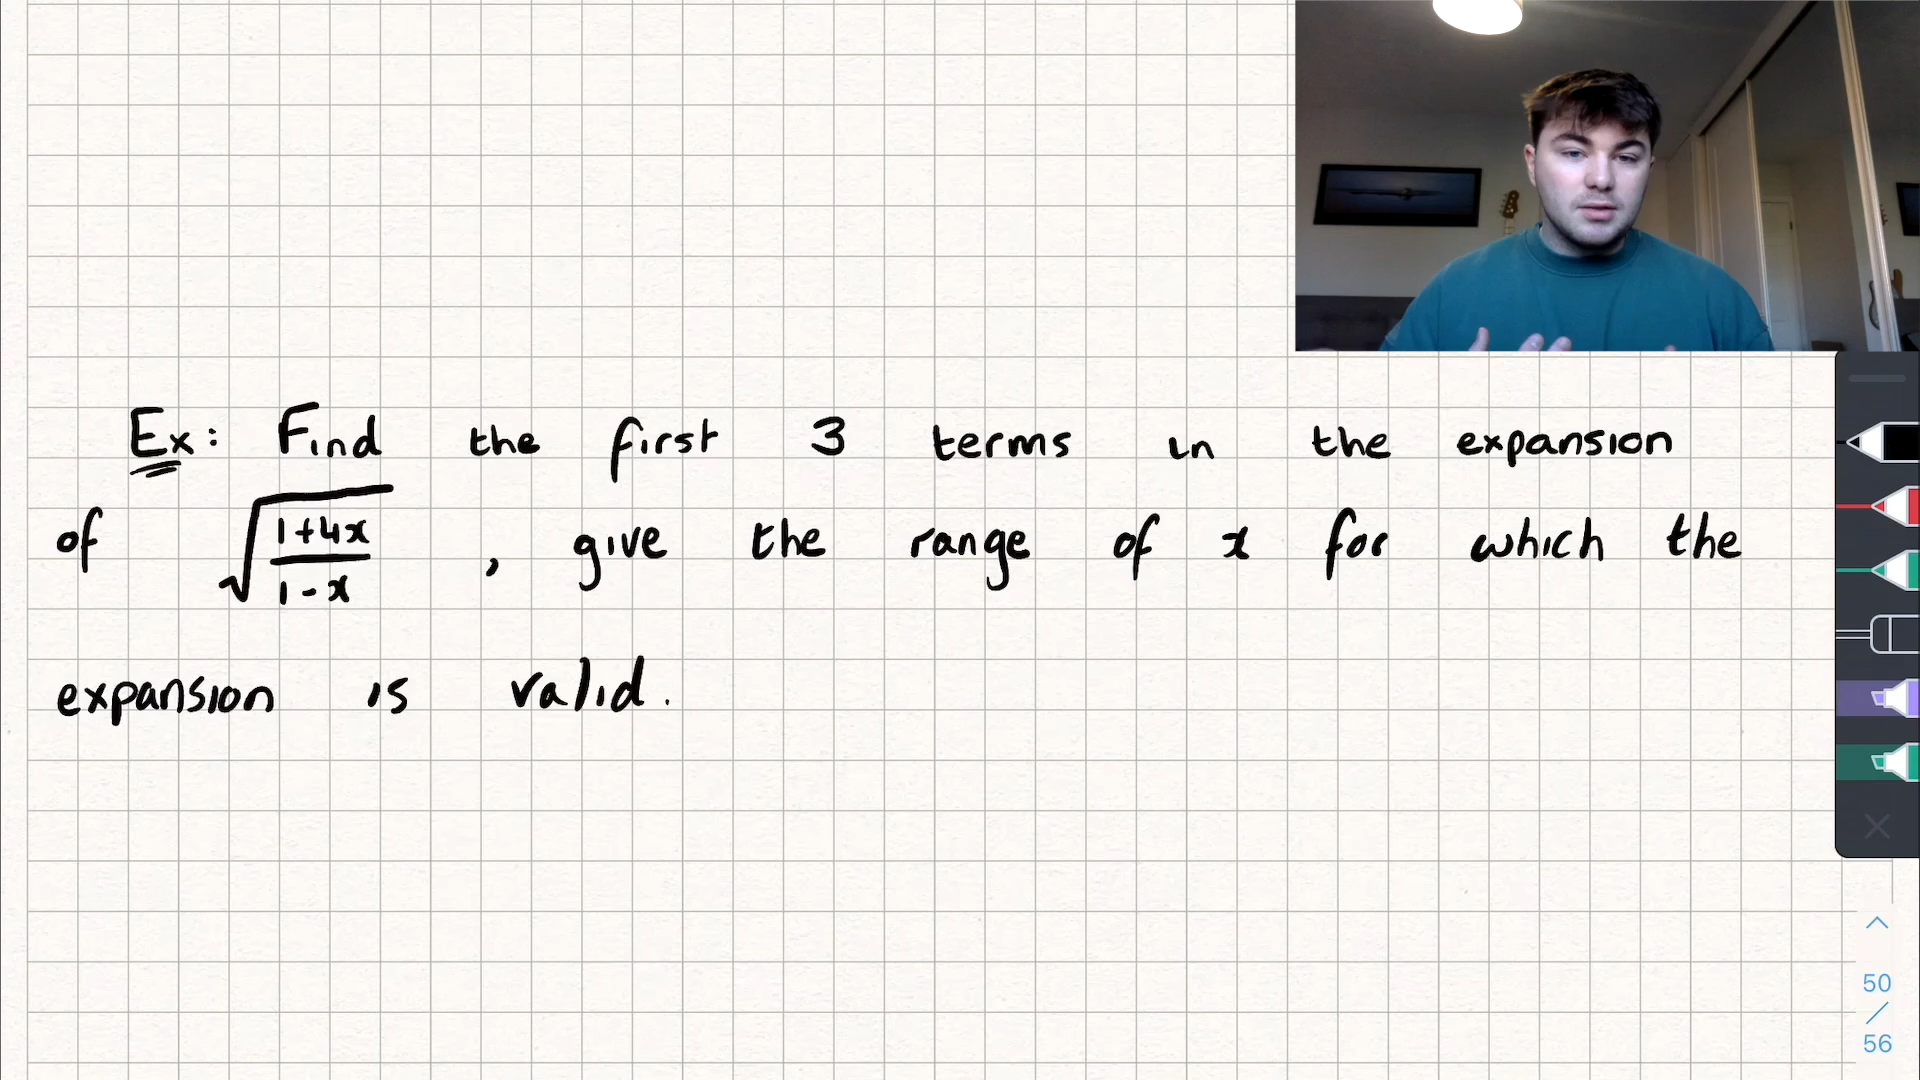 Ex: Find the first 3 terms in the expansion
of √((1+4x)/(1-x)), give the range of x for which the
expansion is valid.
50
/
56